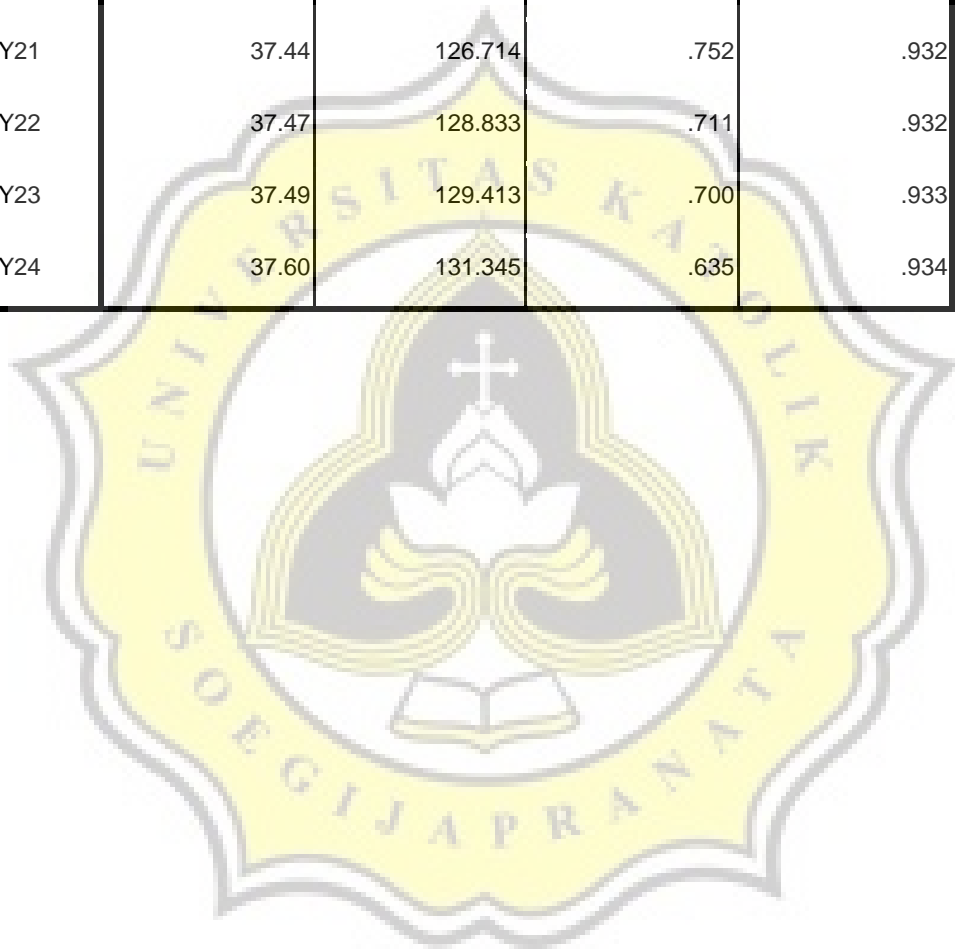 Y21 37.44 126.714 .752 .932
Y22 37.47 128.833 .711 .932
Y23 37.49 129.413 .700 .933
Y24 37.60 131.345 .635 .934
UNIVERSITAS KATOLIK
SOEGIJAPRANATA